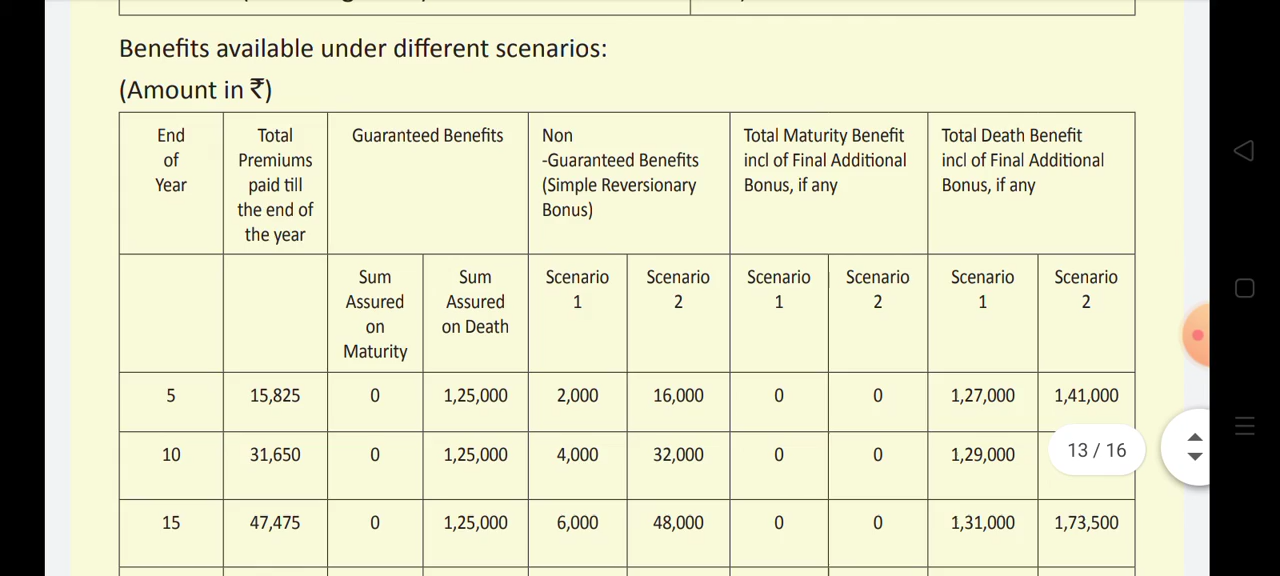 Benefits available under different scenarios:
(Amount in ₹)
End of Year
Total Premiums paid till the end of the year
Guaranteed Benefits
Non -Guaranteed Benefits (Simple Reversionary Bonus)
Total Maturity Benefit incl of Final Additional Bonus, if any
Total Death Benefit incl of Final Additional Bonus, if any
Sum Assured on Maturity
Sum Assured on Death
Scenario 1
Scenario 2
Scenario 1
Scenario 2
Scenario 1
Scenario 2
5 15,825 0 1,25,000 2,000 16,000 0 0 1,27,000 1,41,000
10 31,650 0 1,25,000 4,000 32,000 0 0 1,29,000
13 / 16
15 47,475 0 1,25,000 6,000 48,000 0 0 1,31,000 1,73,500